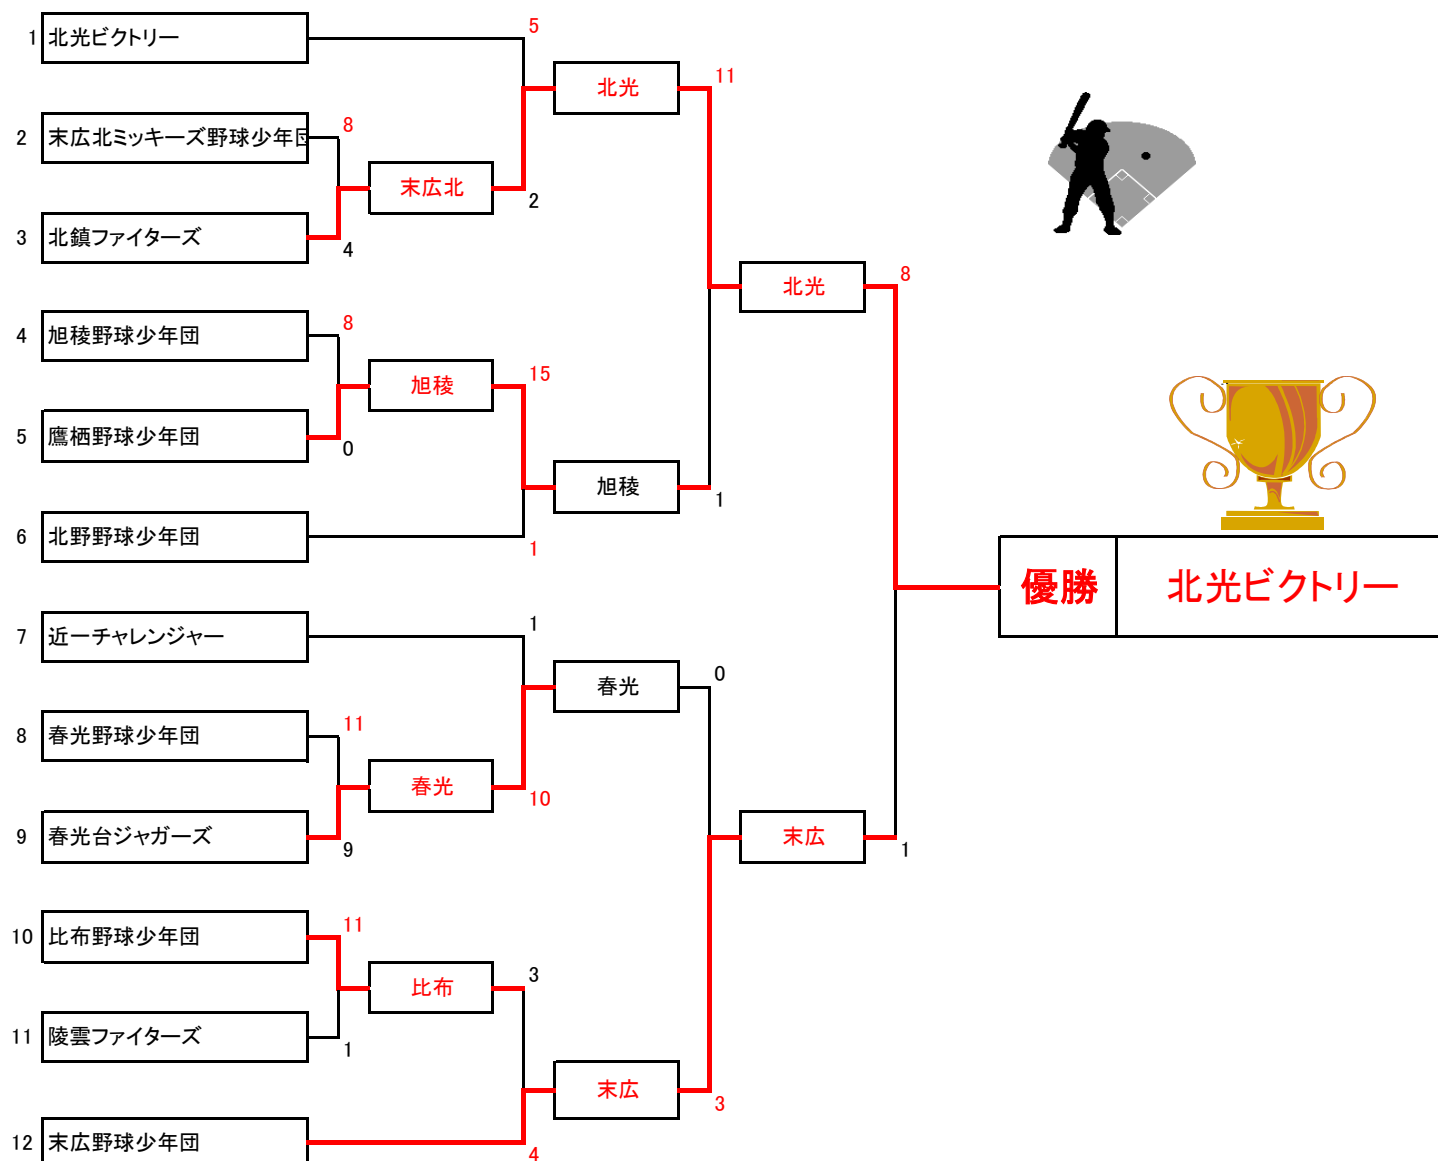 5
1 北光ビクトリー
北光
11
8
2 末広北ミッキーズ野球少年団
末広北
2
3 北鎮ファイターズ
4
北光
8
8
4 旭稜野球少年団
旭稜
15
5 鷹栖野球少年団
0
旭稜
1
6 北野野球少年団
1
優勝 北光ビクトリー
7 近一チャレンジャー
1
春光
0
11
8 春光野球少年団
春光
10
9 春光台ジャガーズ
9
末広
1
11
10 比布野球少年団
比布
3
11 陵雲ファイターズ
1
末広
3
12 末広野球少年団
4